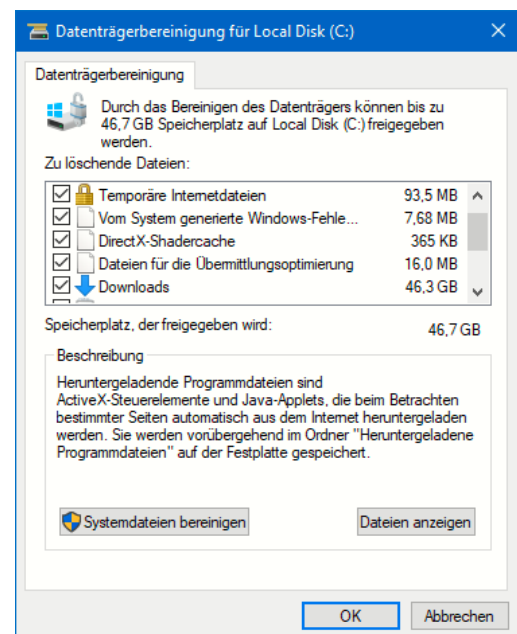 Datenträgerbereinigung für Local Disk (C:)
Datenträgerbereinigung
Durch das Bereinigen des Datenträgers können bis zu
46,7 GB Speicherplatz auf Local Disk (C:) freigegeben
werden.
Zu löschende Dateien:
Temporäre Internetdateien 93,5 MB
Vom System generierte Windows-Fehle... 7,68 MB
DirectX-Shadercache 365 KB
Dateien für die Übermittlungsoptimierung 16,0 MB
Downloads 46,3 GB
Speicherplatz, der freigegeben wird: 46,7 GB
Beschreibung
Heruntergeladende Programmdateien sind
ActiveX-Steuerelemente und Java-Applets, die beim Betrachten
bestimmter Seiten automatisch aus dem Internet heruntergeladen
werden. Sie werden vorübergehend im Ordner "Heruntergeladene
Programmdateien" auf der Festplatte gespeichert.
Systemdateien bereinigen Dateien anzeigen
OK Abbrechen